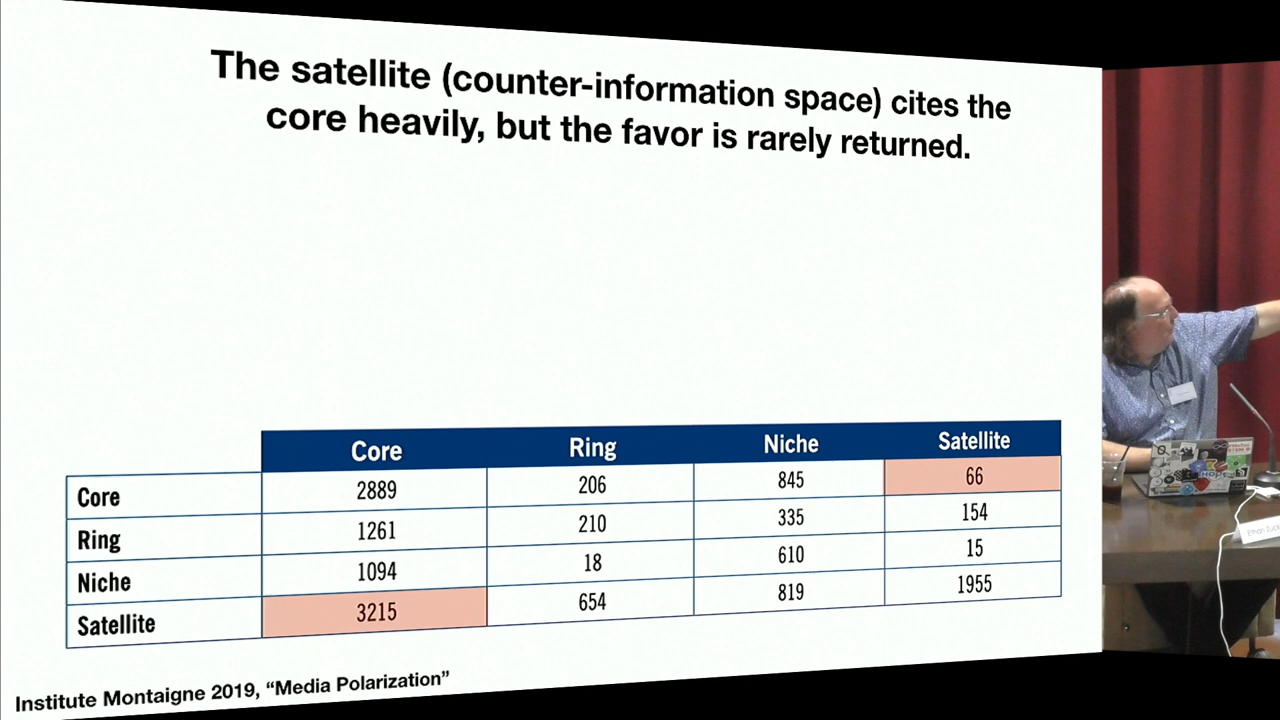 The satellite (counter-information space) cites the
core heavily, but the favor is rarely returned.
Core Ring Niche Satellite
Core 2889 206 845 66
Ring 1261 210 335 154
Niche 1094 18 610 15
Satellite 3215 654 819 1955
Institute Montaigne 2019, “Media Polarization”
Ethan Zuck